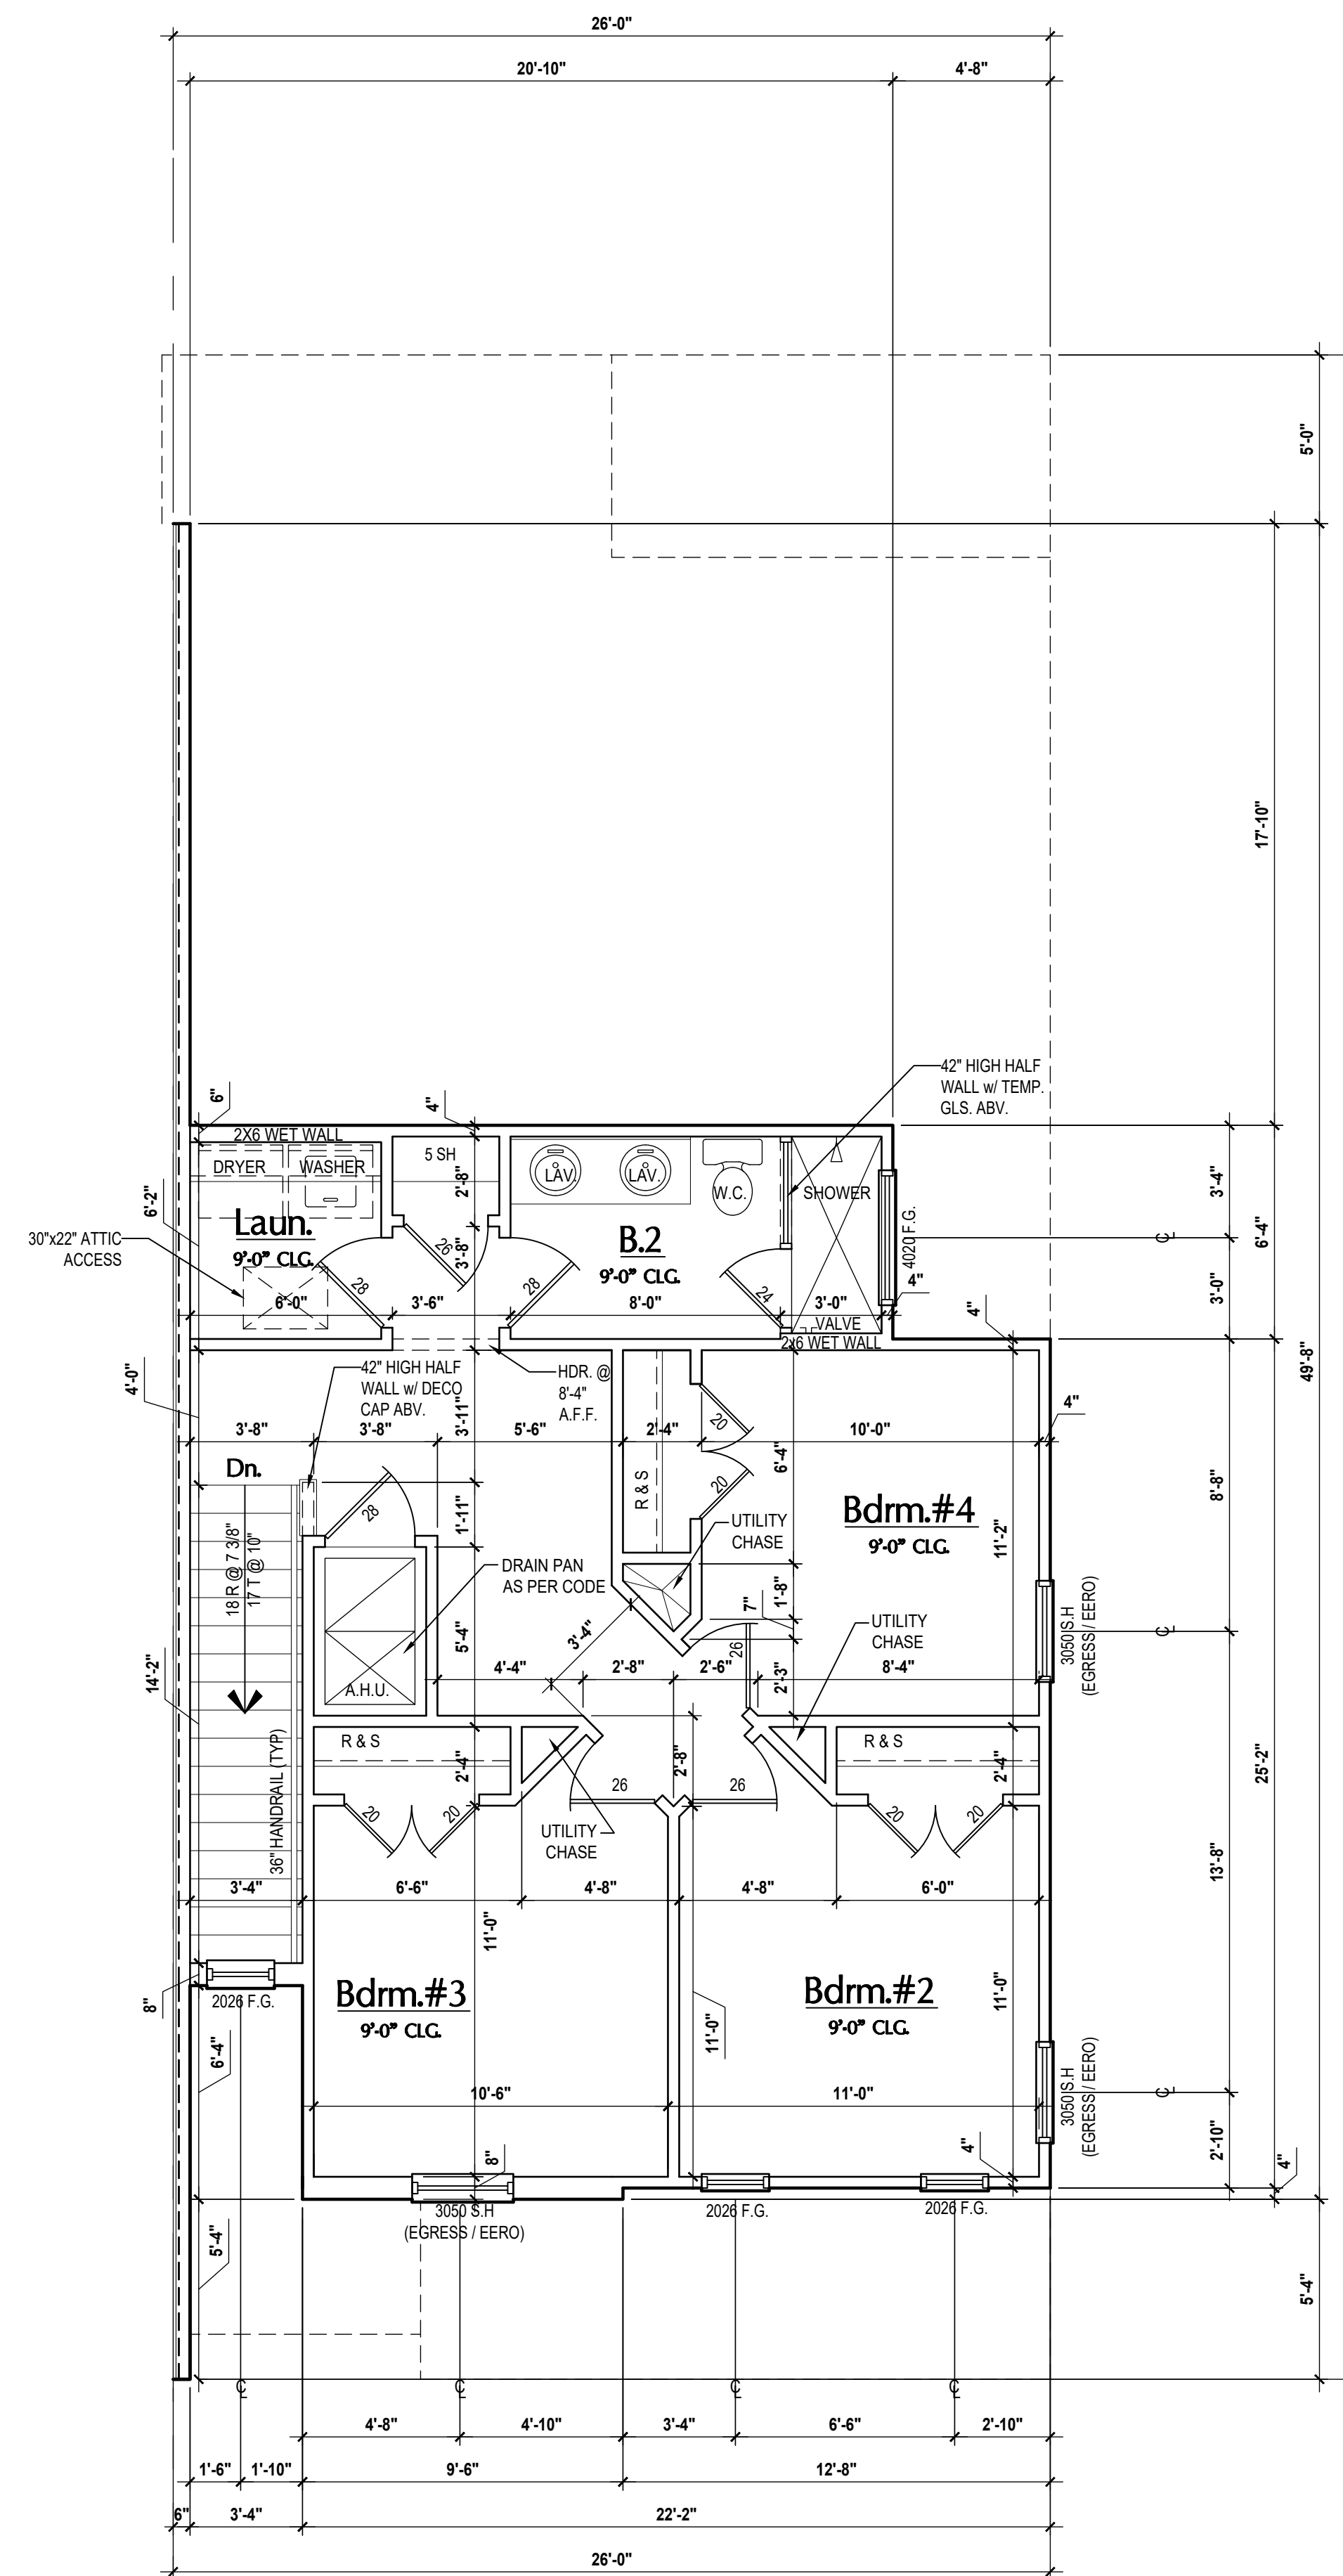 26'-0"
20'-10"
4'-8"
5'-0"
17'-10"
49'-8"
42" HIGH HALF
WALL w/ TEMP.
GLS. ABV.
6"
4"
2X6 WET WALL
DRYER
WASHER
5 SH
2'-8"
LAV.
LAV.
W.C.
SHOWER
3'-4"
6'-2"
Laun.
9'-0" CLG.
26
3'-8"
B.2
9'-0" CLG.
4020 F.G.
C L
6'-4"
30"x22" ATTIC
ACCESS
28
28
24
4"
3'-0"
6'-0"
3'-6"
8'-0"
3'-0"
VALVE
2x6 WET WALL
4"
4'-0"
42" HIGH HALF
WALL w/ DECO
CAP ABV.
HDR. @
8'-4"
A.F.F.
3'-11"
20
4"
3'-8"
3'-8"
5'-6"
2'-4"
10'-0"
6'-4"
8'-8"
Dn.
R & S
20
28
1'-11"
UTILITY
CHASE
Bdrm.#4
9'-0" CLG.
11'-2"
18 R @ 7 3/8"
17 T @ 10"
DRAIN PAN
AS PER CODE
1'-8"
7"
UTILITY
CHASE
3050 S.H
(EGRESS / EERO)
C L
5'-4"
3'-4"
26
14'-2"
4'-4"
2'-8"
2'-6"
2'-3"
8'-4"
A.H.U.
25'-2"
R & S
2'-4"
2'-8"
R & S
2'-4"
36" HANDRAIL (TYP)
20
20
26
26
20
20
UTILITY
CHASE
13'-8"
3'-4"
6'-6"
4'-8"
4'-8"
6'-0"
11'-0"
Bdrm.#3
9'-0" CLG.
Bdrm.#2
9'-0" CLG.
11'-0"
8"
2026 F.G.
6'-4"
11'-0"
3050 S.H
(EGRESS / EERO)
C L
10'-6"
11'-0"
8"
4"
2'-10"
4"
3050 S.H
(EGRESS / EERO)
2026 F.G.
2026 F.G.
5'-4"
5'-4"
C L
C L
C L
C L
4'-8"
4'-10"
3'-4"
6'-6"
2'-10"
1'-6"
1'-10"
9'-6"
12'-8"
6"
3'-4"
22'-2"
26'-0"